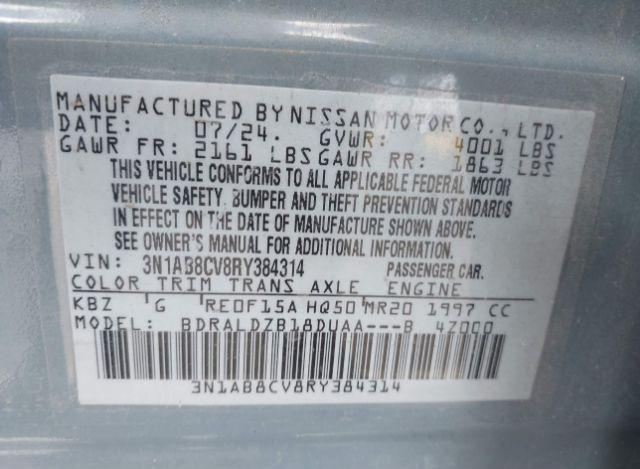 MANUFACTURED BY NISSAN MOTOR CO., LTD.
DATE: 07/24. GVWR: 4001 LBS
GAWR FR: 2161 LBS GAWR RR: 1863 LBS
THIS VEHICLE CONFORMS TO ALL APPLICABLE FEDERAL MOTOR
VEHICLE SAFETY, BUMPER AND THEFT PREVENTION STANDARDS
IN EFFECT ON THE DATE OF MANUFACTURE SHOWN ABOVE.
SEE OWNER'S MANUAL FOR ADDITIONAL INFORMATION.
VIN: 3N1AB8CV8RY384314 PASSENGER CAR.
COLOR TRIM TRANS AXLE ENGINE
KBZ G RE0F15A HQ50 MR20 1997 CC
MODEL: BDRALDZB18DUAA---B 4Z000
3N1AB8CV8RY384314